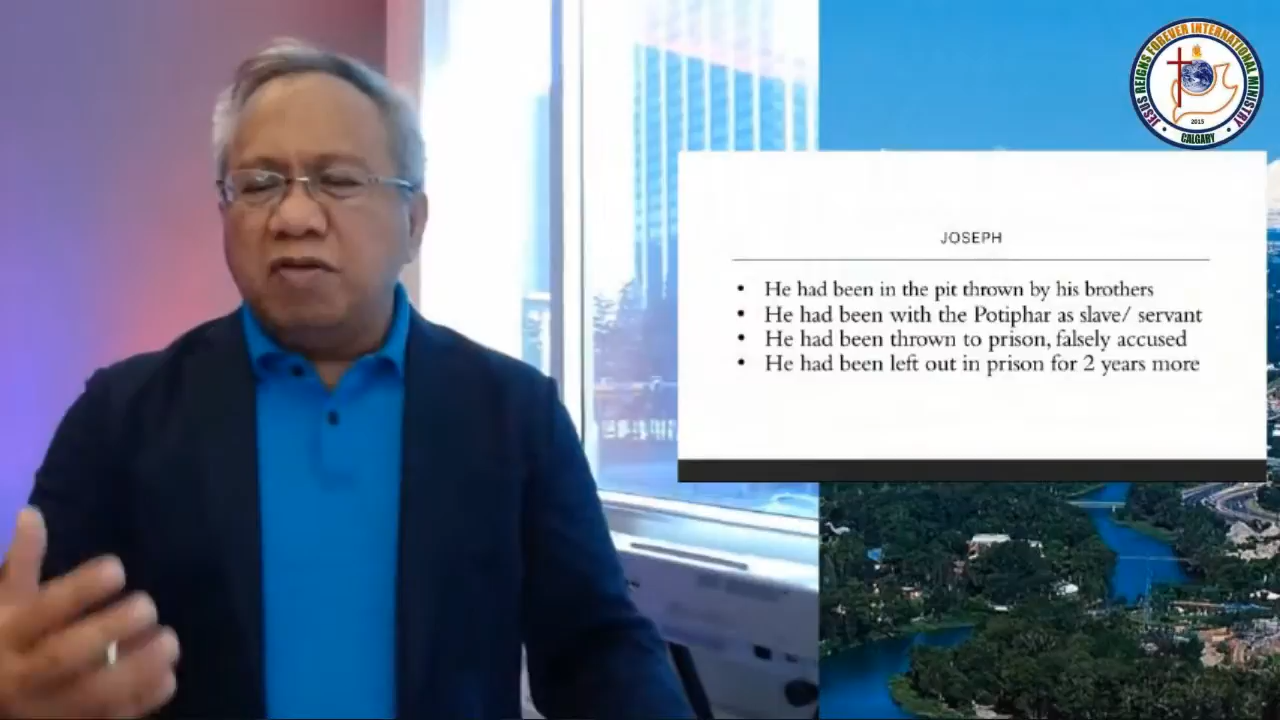 JESUS REIGNS FOREVER INTERNATIONAL MINISTRY
2015
CALGARY
JOSEPH
• He had been in the pit thrown by his brothers
• He had been with the Potiphar as slave/ servant
• He had been thrown to prison, falsely accused
• He had been left out in prison for 2 years more